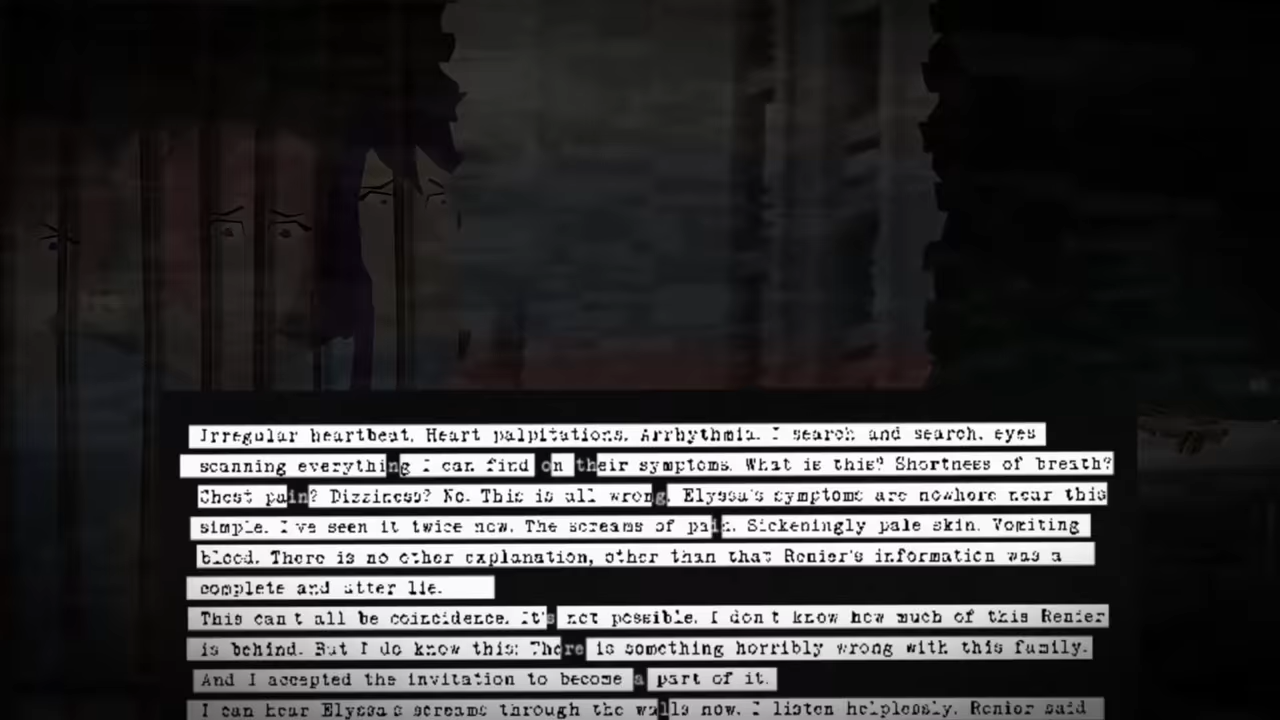 Irregular heartbeat. Heart palpitations. Arrhythmia. I search and search, eyes
scanning everything I can find on their symptoms. What is this? Shortness of breath?
Chest pain? Dizziness? No. This is all wrong. Elyssa's symptoms are nowhere near this
simple. I've seen it twice now. The screams of pain. Sickeningly pale skin. Vomiting
blood. There is no other explanation, other than that Renier's information was a
complete and utter lie.
This can't all be coincidence. It's not possible. I don't know how much of this Renier
is behind. But I do know this: There is something horribly wrong with this family.
And I accepted the invitation to become a part of it.
I can hear Elyssa's screams through the walls now. I listen helplessly. Renier said